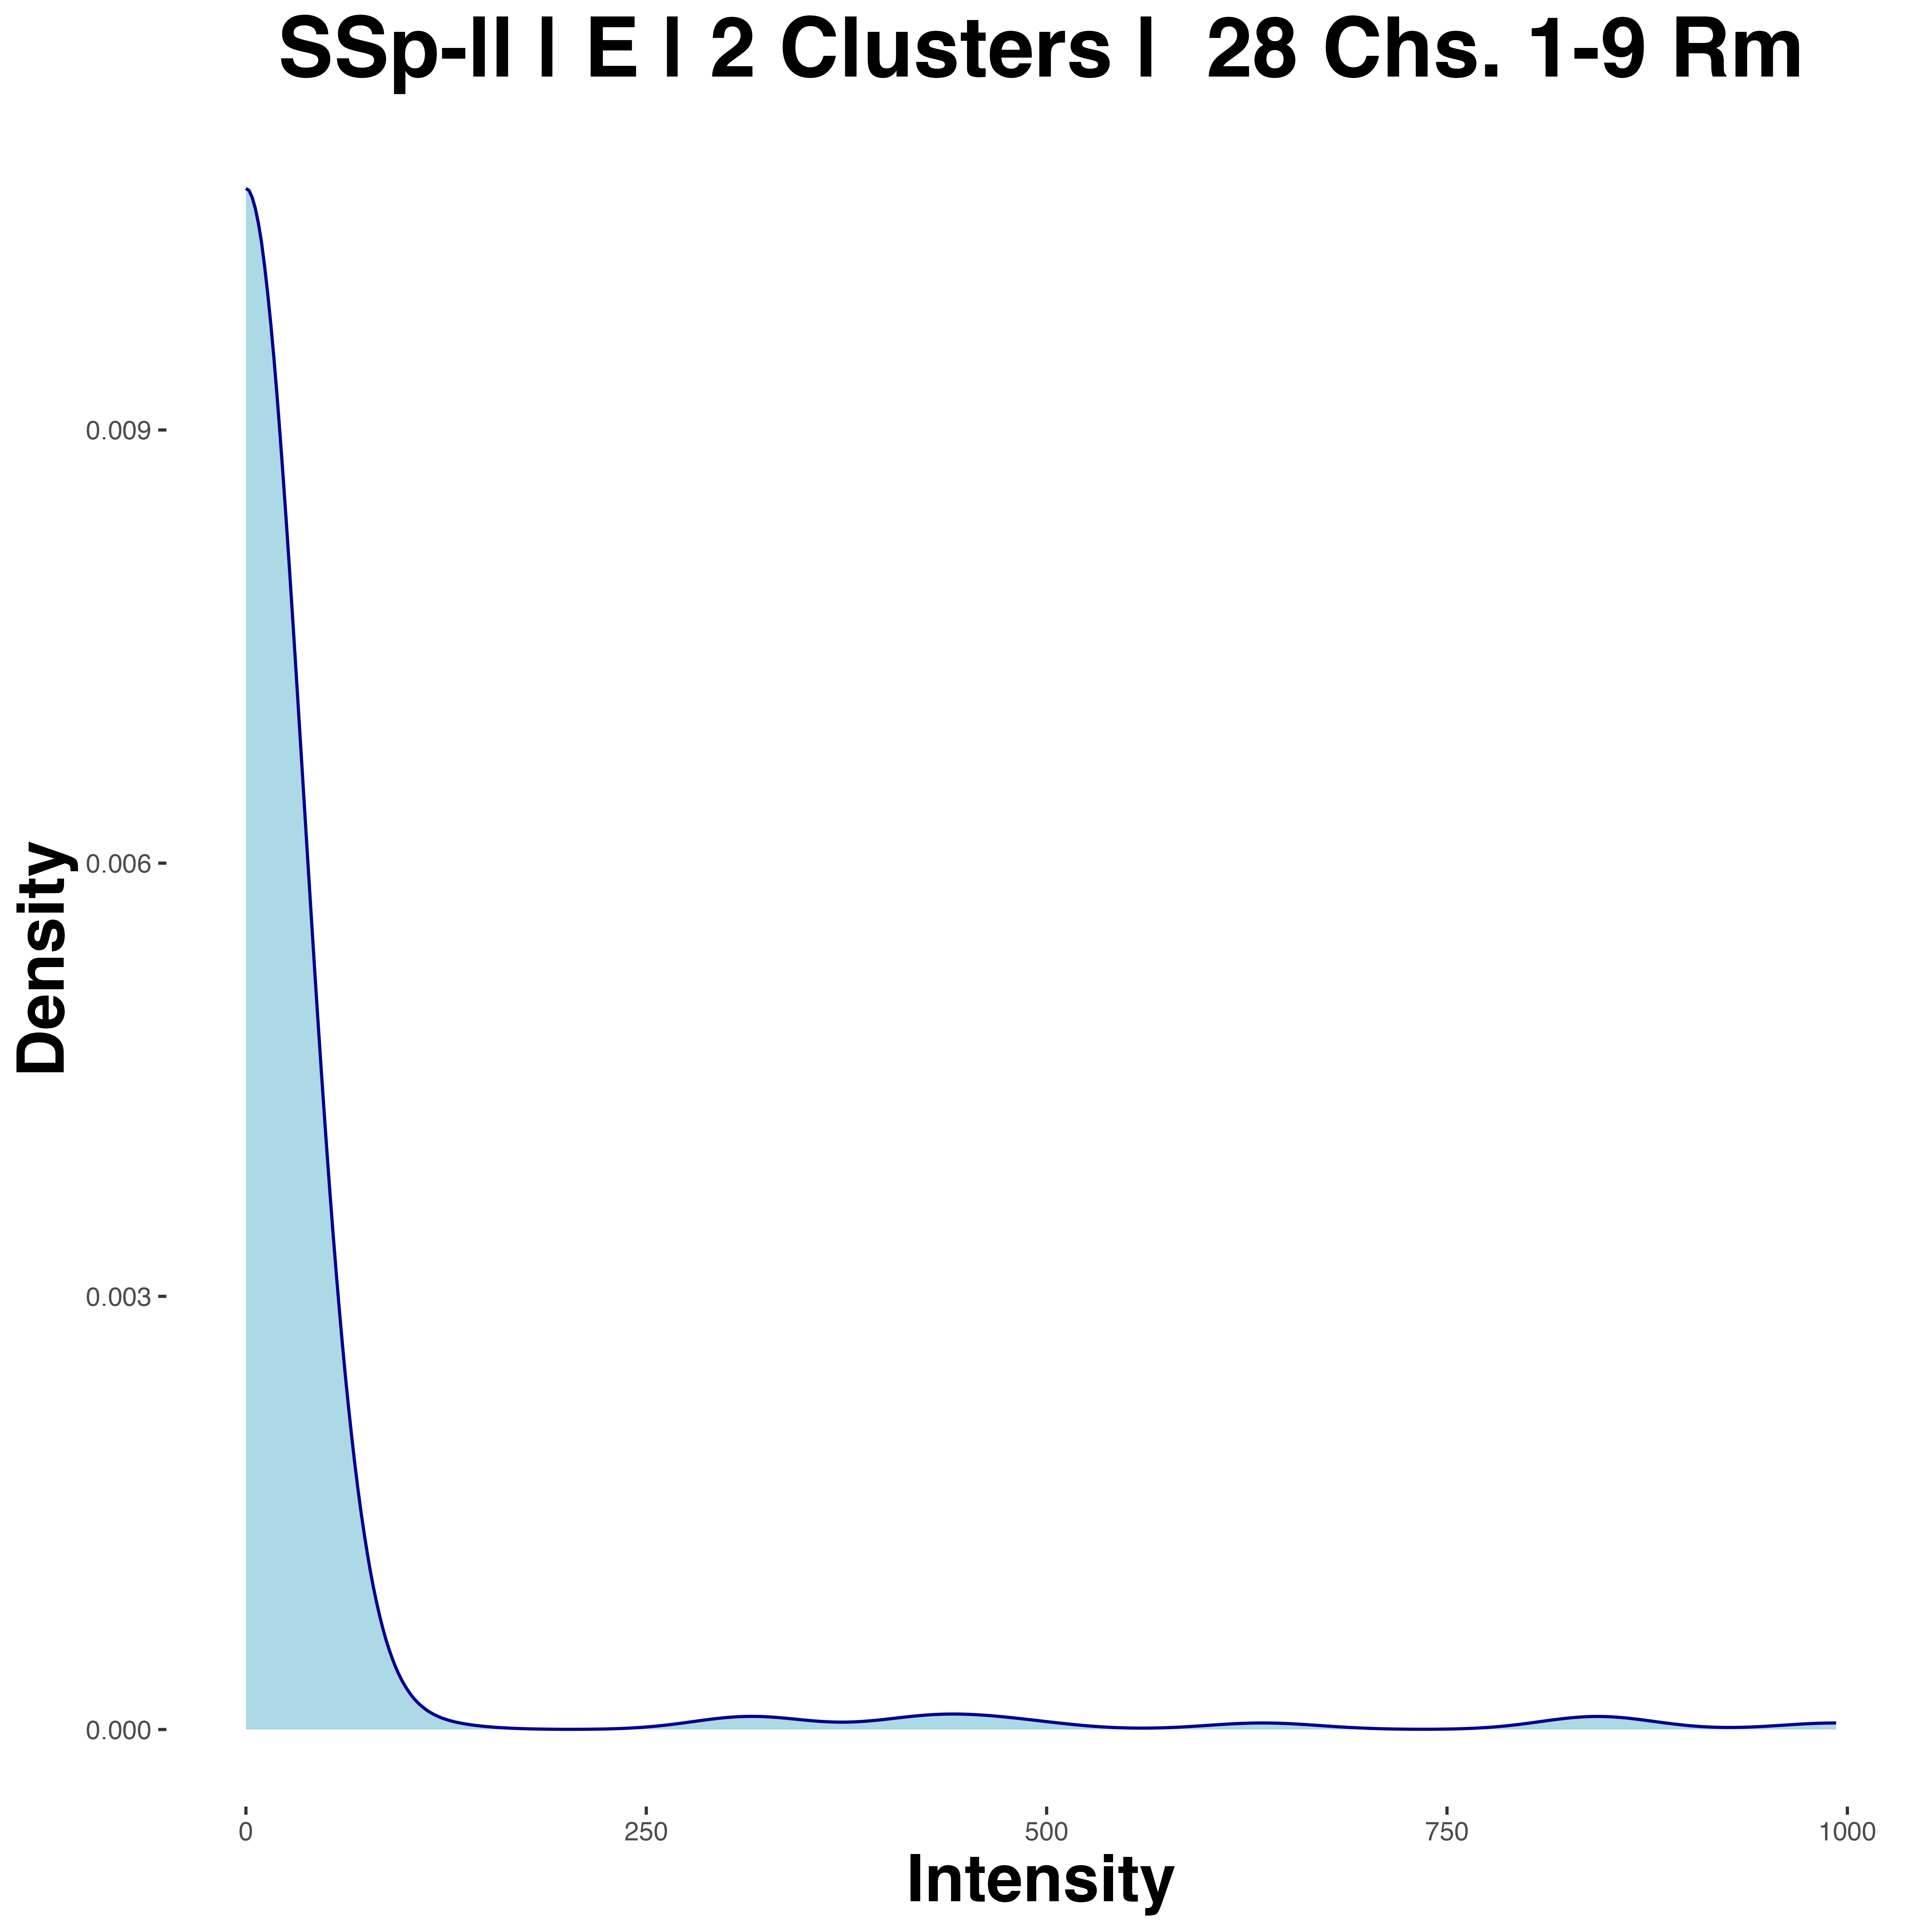 SSp-ll | E | 2 Clusters |  28 Chs. 1-9 Rm
Density
0.009
0.006
0.003
0.000
0 250 500 750 1000
Intensity